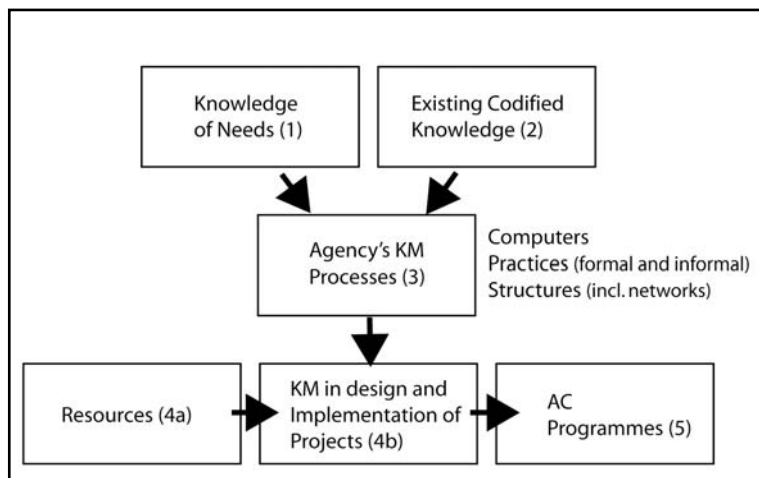 Knowledge
of Needs (1)
Existing Codified
Knowledge (2)
Agency's KM
Processes (3)
Computers
Practices (formal and informal)
Structures (incl. networks)
Resources (4a)
KM in design and
Implementation of
Projects (4b)
AC
Programmes (5)